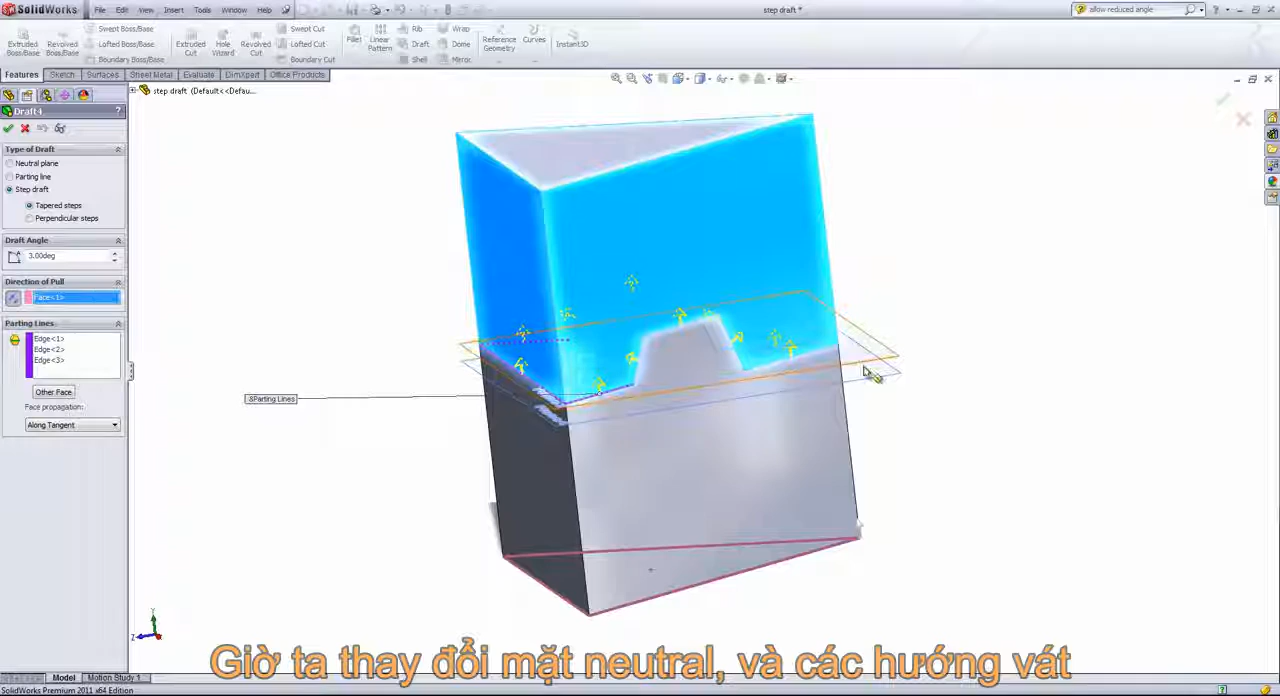 SolidWorks
File Edit View Insert Tools Window Help
step draft *
allow reduced angle
Extruded Boss/Base
Revolved Boss/Base
Swept Boss/Base
Lofted Boss/Base
Boundary Boss/Base
Extruded Cut
Hole Wizard
Revolved Cut
Swept Cut
Lofted Cut
Boundary Cut
Fillet
Linear Pattern
Rib
Draft
Shell
Wrap
Dome
Mirror
Reference Geometry
Curves
Instant3D
Features Sketch Surfaces Sheet Metal Evaluate DimXpert Office Products
step draft (Default<<Defau...
Draft4 ?
Type of Draft
Neutral plane
Parting line
Step draft
Tapered steps
Perpendicular steps
Draft Angle
3.00deg
Direction of Pull
Face<1>
Parting Lines
Edge<1>
Edge<2>
Edge<3>
Other Face
Face propagation:
Along Tangent
Parting Lines
Y
Z
Giờ ta thay đổi mặt neutral, và các hướng vát
Model Motion Study 1
SolidWorks Premium 2011 x64 Edition